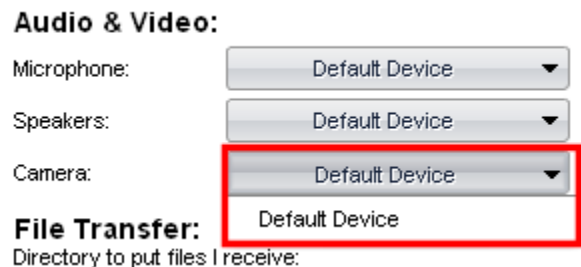 Audio & Video:
Microphone: Default Device
Speakers: Default Device
Camera: Default Device
Default Device
File Transfer:
Directory to put files I receive: